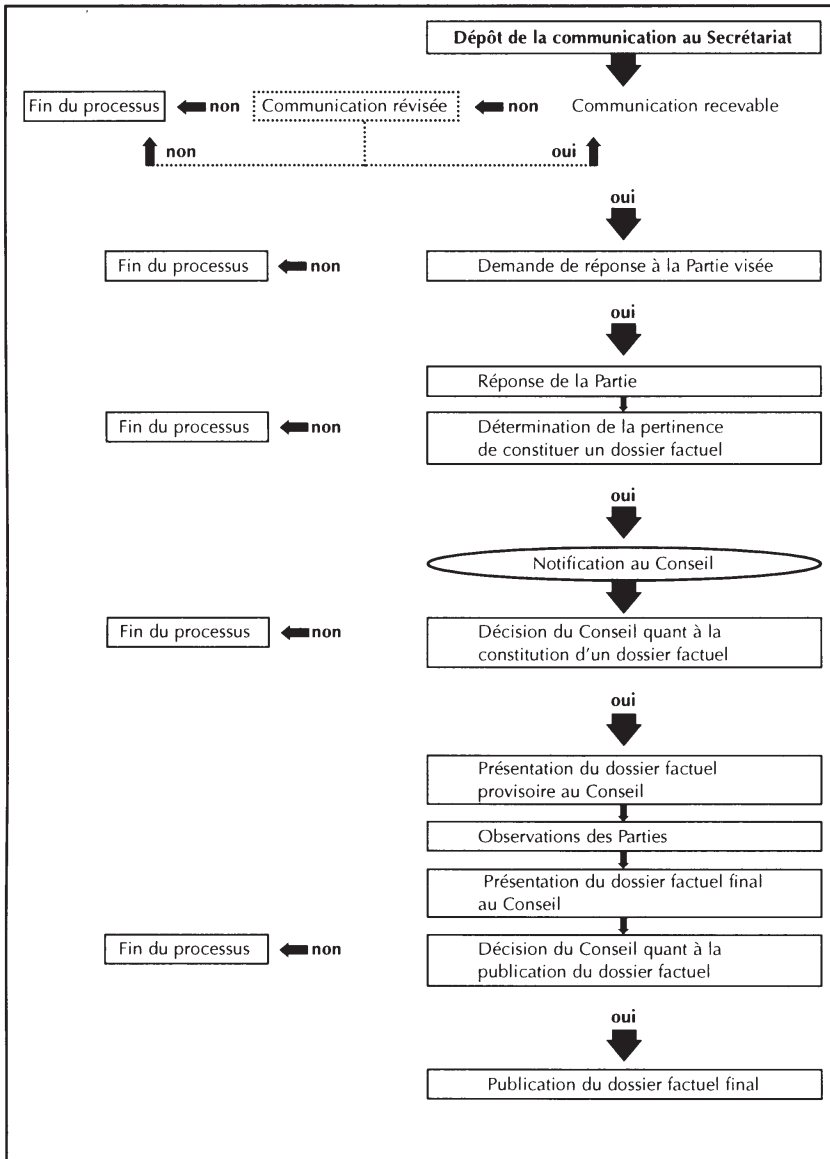 Dépôt de la communication au Secrétariat
Fin du processus non Communication révisée non Communication recevable
non oui
oui
Fin du processus non Demande de réponse à la Partie visée
oui
Réponse de la Partie
Fin du processus non Détermination de la pertinence
de constituer un dossier factuel
oui
Notification au Conseil
Fin du processus non Décision du Conseil quant à la
constitution d'un dossier factuel
oui
Présentation du dossier factuel
provisoire au Conseil
Observations des Parties
Présentation du dossier factuel final
au Conseil
Fin du processus non Décision du Conseil quant à la
publication du dossier factuel
oui
Publication du dossier factuel final